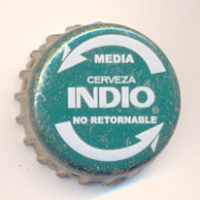 MEDIA
CERVEZA
INDIO®
NO RETORNABLE